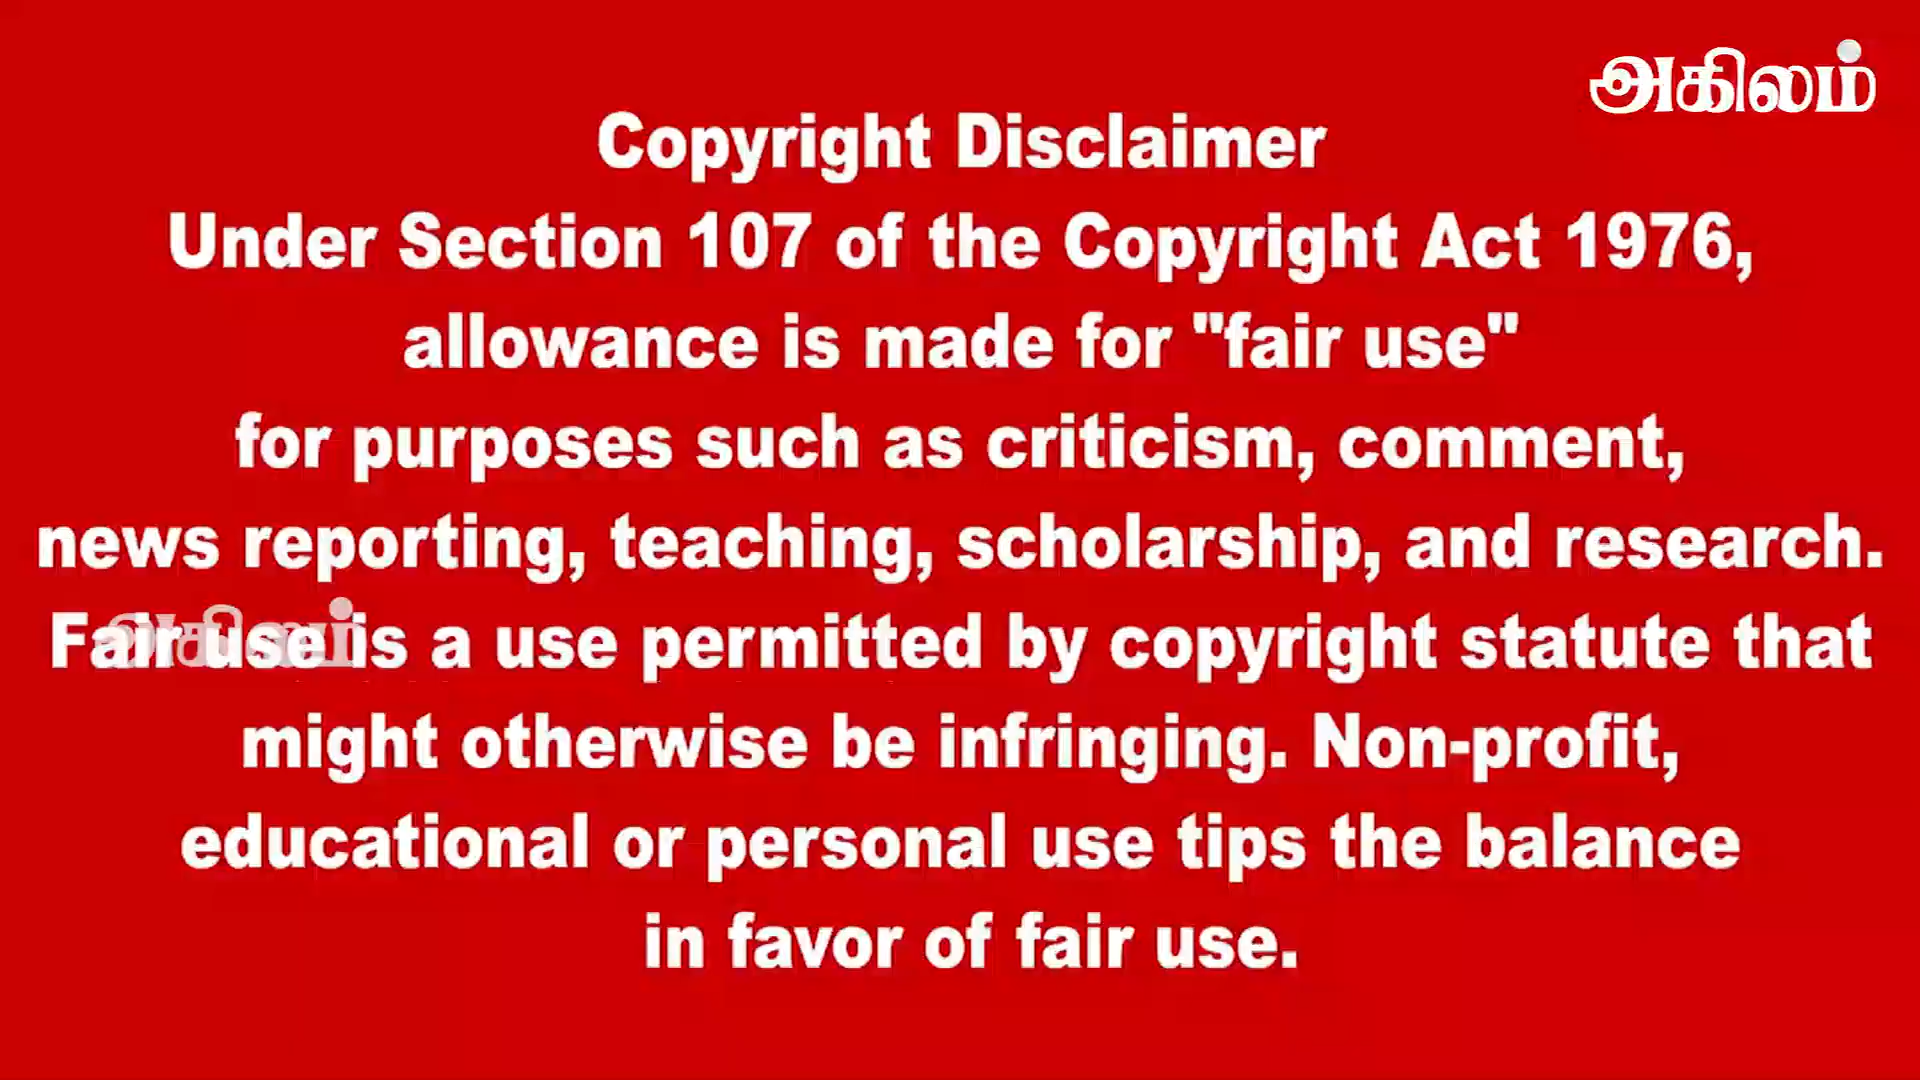 அகிலம்
Copyright Disclaimer
Under Section 107 of the Copyright Act 1976,
allowance is made for "fair use"
for purposes such as criticism, comment,
news reporting, teaching, scholarship, and research.
Fair use is a use permitted by copyright statute that
அகிலம்
might otherwise be infringing. Non-profit,
educational or personal use tips the balance
in favor of fair use.